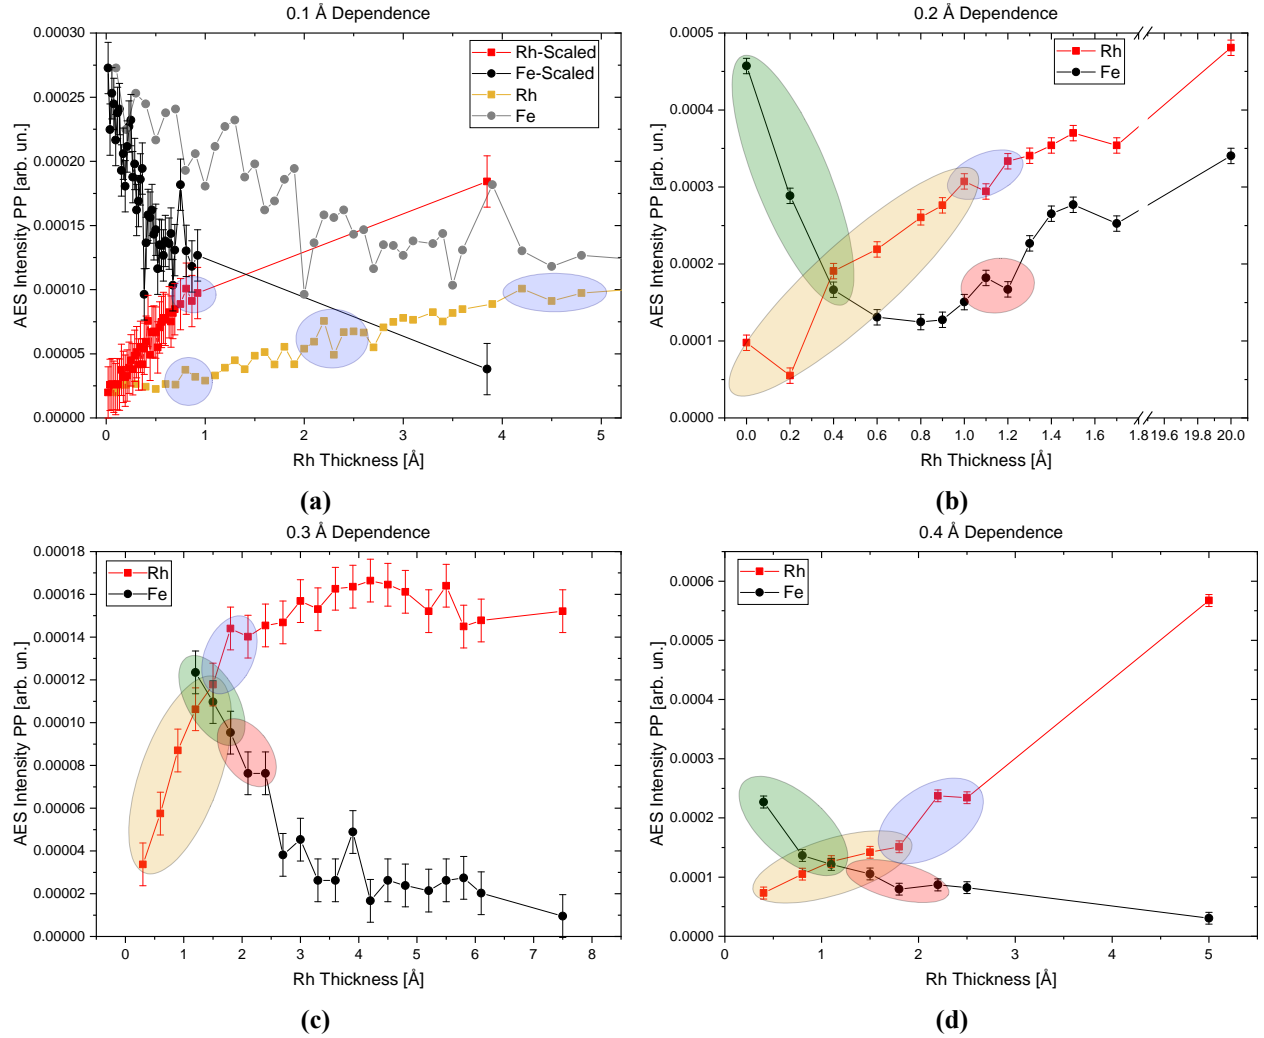 0.1 Å Dependence
AES Intensity PP [arb. un.]
0.00030
0.00025
0.00020
0.00015
0.00010
0.00005
0.00000
Rh-Scaled
Fe-Scaled
Rh
Fe
0 1 2 3 4 5
Rh Thickness [Å]
(a)
0.2 Å Dependence
AES Intensity PP [arb. un.]
0.0005
0.0004
0.0003
0.0002
0.0001
0.0000
Rh
Fe
0.0 0.2 0.4 0.6 0.8 1.0 1.2 1.4 1.6 1.8 19.6 19.8 20.0
Rh Thickness [Å]
(b)
0.3 Å Dependence
AES Intensity PP [arb. un.]
0.00018
0.00016
0.00014
0.00012
0.00010
0.00008
0.00006
0.00004
0.00002
0.00000
Rh
Fe
0 1 2 3 4 5 6 7 8
Rh Thickness [Å]
(c)
0.4 Å Dependence
AES Intensity PP [arb. un.]
0.0006
0.0005
0.0004
0.0003
0.0002
0.0001
0.0000
Rh
Fe
0 1 2 3 4 5
Rh Thickness [Å]
(d)